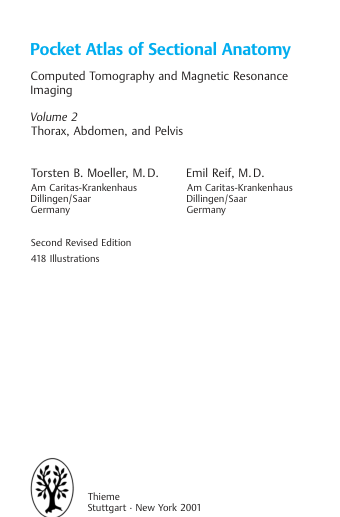 Pocket Atlas of Sectional Anatomy
Computed Tomography and Magnetic Resonance
Imaging
Volume 2
Thorax, Abdomen, and Pelvis
Torsten B. Moeller, M. D.
Am Caritas-Krankenhaus
Dillingen/Saar
Germany
Emil Reif, M. D.
Am Caritas-Krankenhaus
Dillingen/Saar
Germany
Second Revised Edition
418 Illustrations
Thieme
Stuttgart · New York 2001